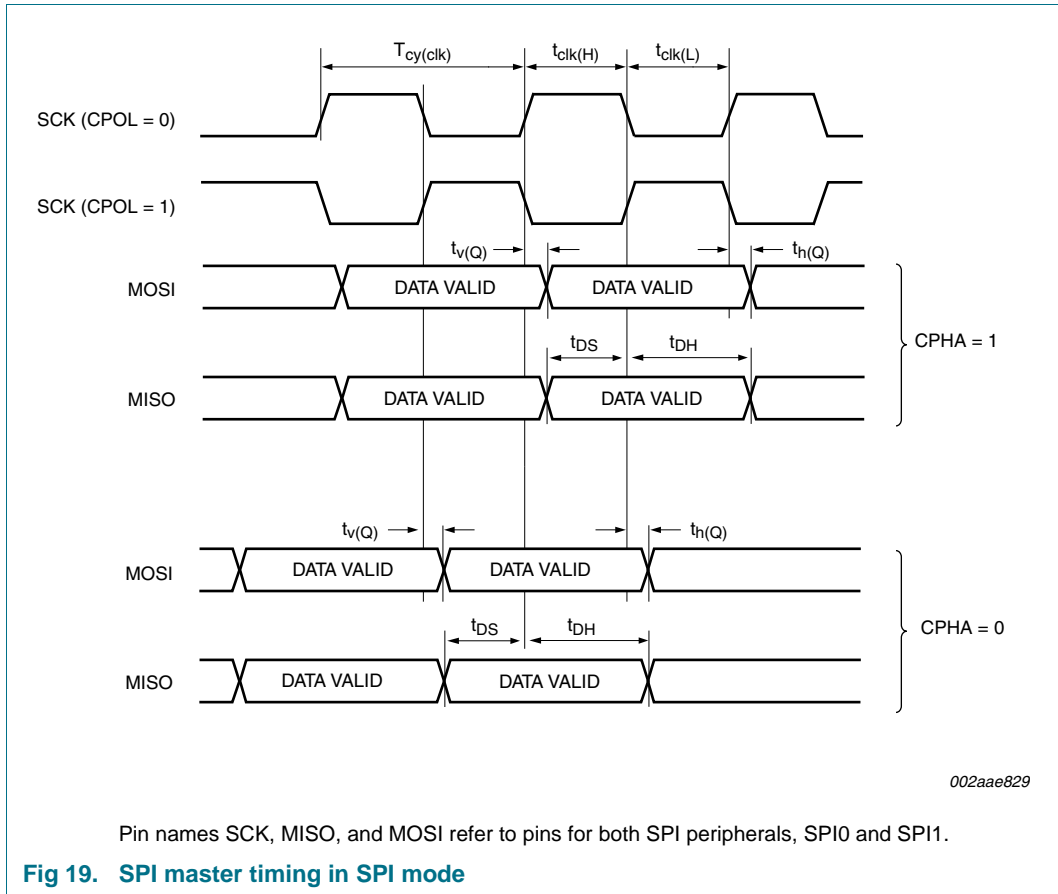 Tcy(clk) tclk(H) tclk(L)
SCK (CPOL = 0)
SCK (CPOL = 1)
tv(Q) th(Q)
MOSI DATA VALID DATA VALID
CPHA = 1
tDS tDH
MISO DATA VALID DATA VALID
tv(Q) th(Q)
MOSI DATA VALID DATA VALID
CPHA = 0
tDS tDH
MISO DATA VALID DATA VALID
002aae829
Pin names SCK, MISO, and MOSI refer to pins for both SPI peripherals, SPI0 and SPI1.
Fig 19. SPI master timing in SPI mode